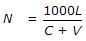 N = 1000L
C + V